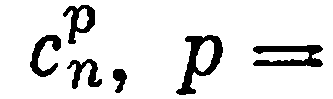 $c_n^p$, $p =$